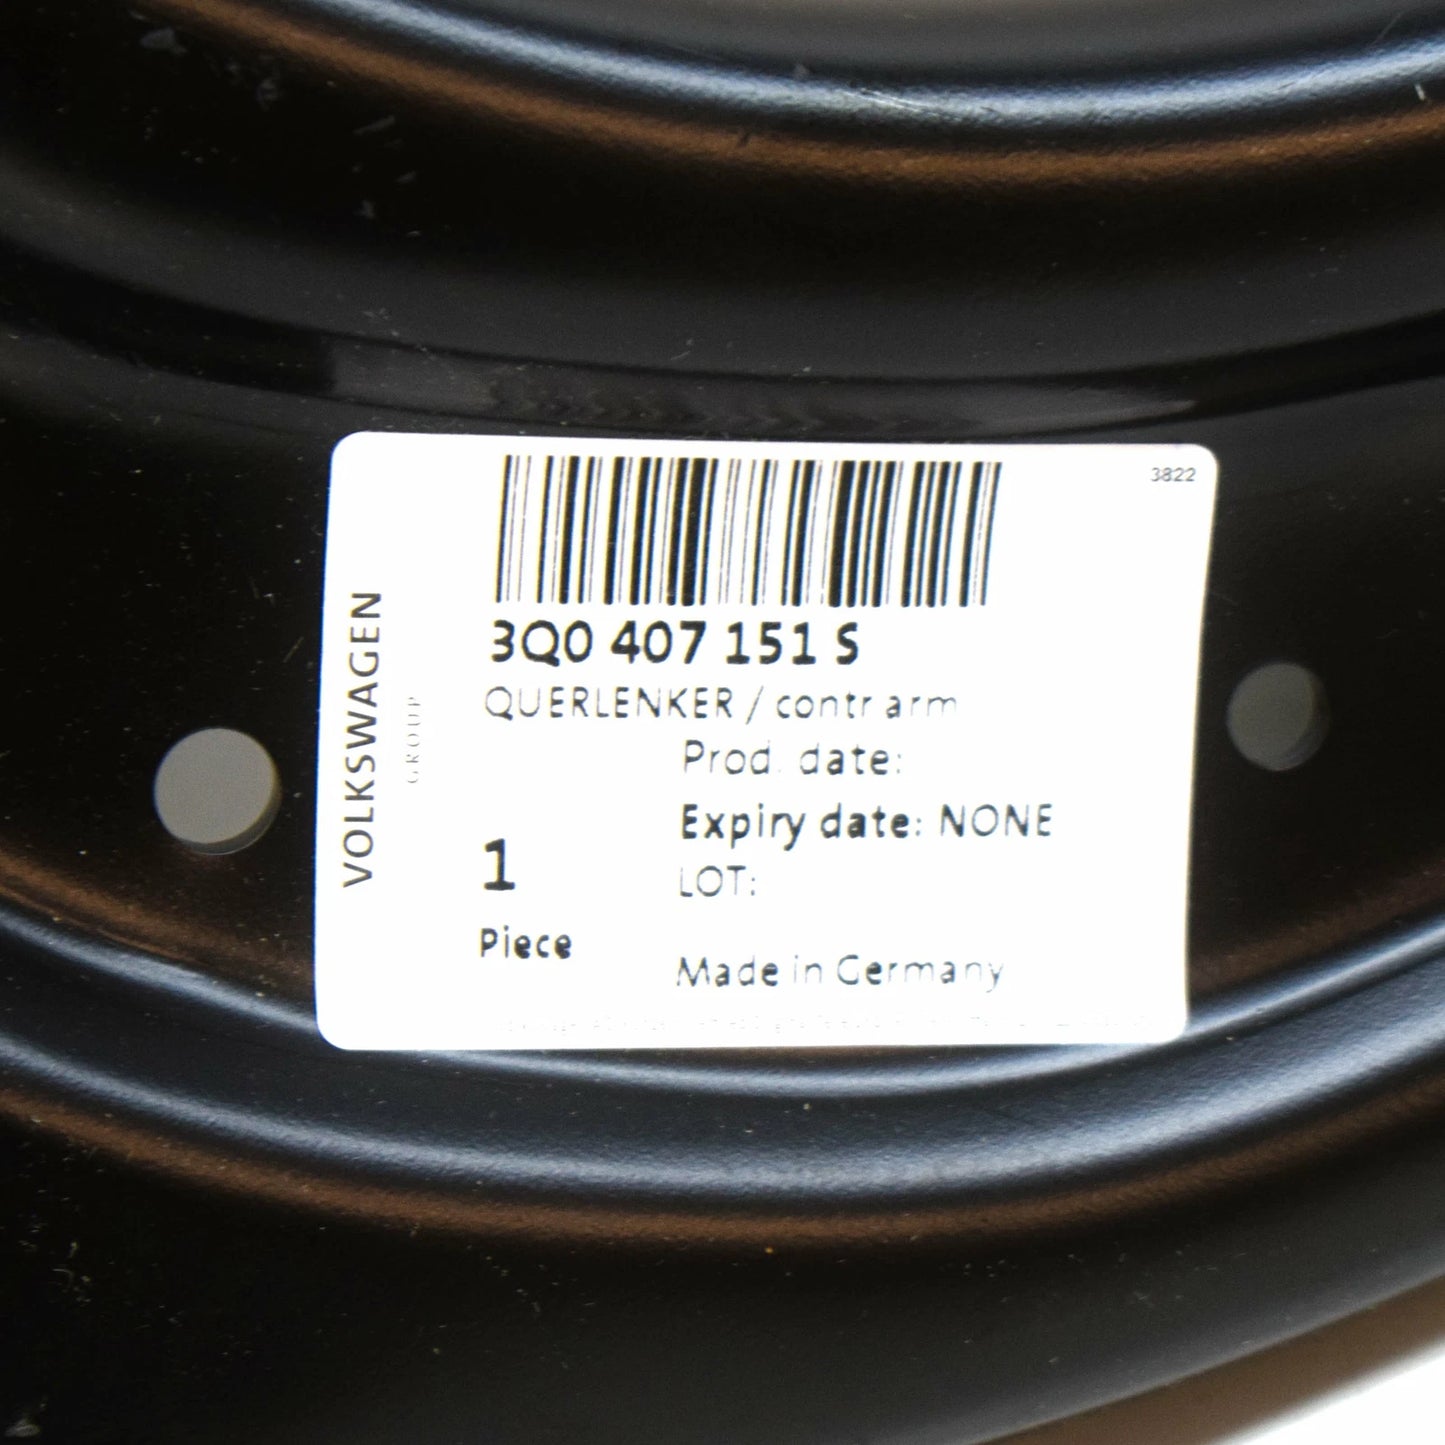 3822
3Q0 407 151 S
QUERLENKER / contr arm
Prod. date:
Expiry date: NONE
LOT:
1
Piece
Made in Germany
VOLKSWAGEN
GROUP